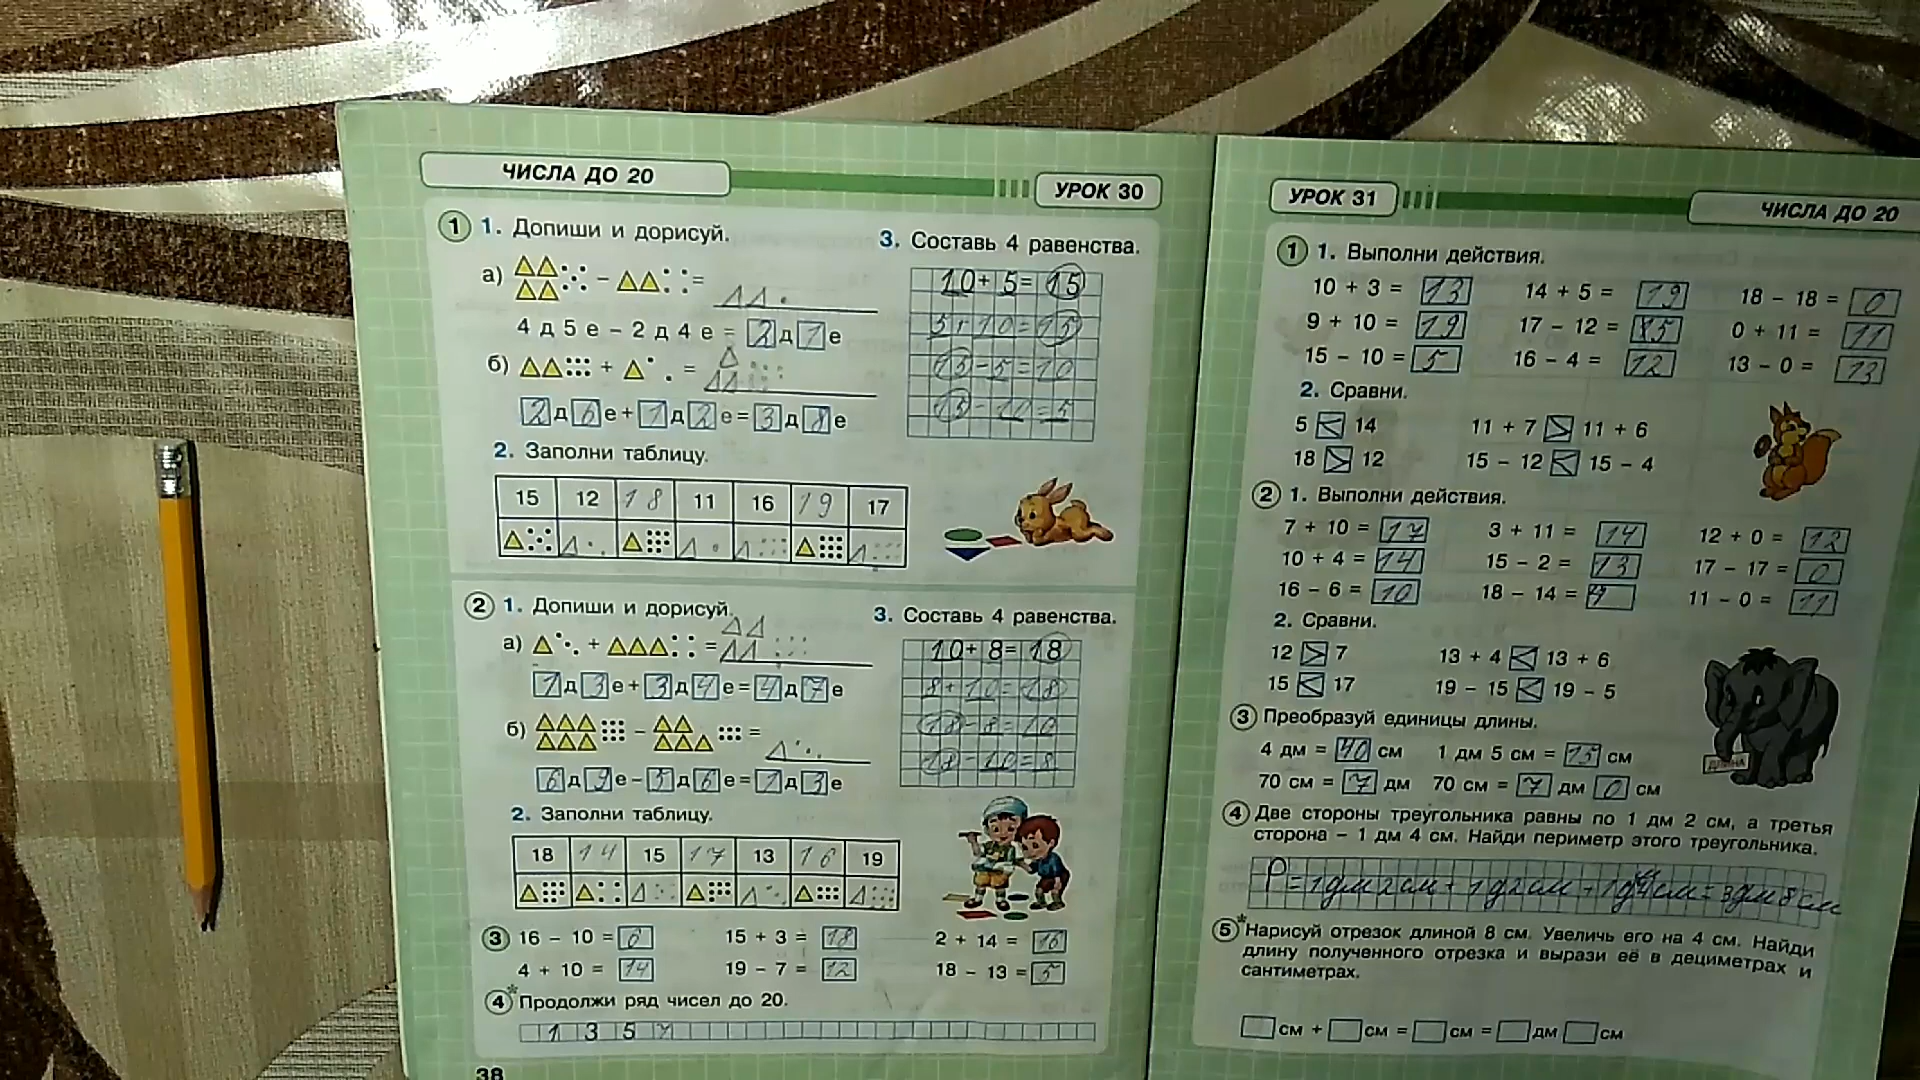 ЧИСЛА ДО 20
УРОК 30
1 1. Допиши и дорисуй.
а) – =
4 д 5 е – 2 д 4 е = 2 д 1 е
б) + =
2 д 6 е + 1 д 2 е = 3 д 8 е
2. Заполни таблицу.
15 12 18 11 16 19 17
3. Составь 4 равенства.
10 + 5 = 15
5 + 10 = 15
15 – 5 = 10
15 – 10 = 5
2 1. Допиши и дорисуй.
а) + =
1 д 3 е + 3 д 4 е = 4 д 7 е
б) – =
6 д 9 е – 5 д 6 е = 1 д 3 е
2. Заполни таблицу.
18 14 15 17 13 16 19
3. Составь 4 равенства.
10 + 8 = 18
8 + 10 = 18
18 – 8 = 10
18 – 10 = 8
3 16 – 10 = 6 15 + 3 = 18 2 + 14 = 16
4 + 10 = 14 19 – 7 = 12 18 – 13 = 5
4* Продолжи ряд чисел до 20.
1 3 5 7
38
УРОК 31
ЧИСЛА ДО 20
1 1. Выполни действия.
10 + 3 = 13 14 + 5 = 19 18 – 18 = 0
9 + 10 = 19 17 – 12 = 5 0 + 11 = 11
15 – 10 = 5 16 – 4 = 12 13 – 0 = 13
2. Сравни.
5 < 14 11 + 7 > 11 + 6
18 > 12 15 – 12 < 15 – 4
2 1. Выполни действия.
7 + 10 = 17 3 + 11 = 14 12 + 0 = 12
10 + 4 = 14 15 – 2 = 13 17 – 17 = 0
16 – 6 = 10 18 – 14 = 4 11 – 0 = 11
2. Сравни.
12 > 7 13 + 4 < 13 + 6
15 < 17 19 – 15 < 19 – 5
3 Преобразуй единицы длины.
4 дм = 40 см 1 дм 5 см = 15 см
70 см = 7 дм 70 см = 7 дм 0 см
ДЛИНА
4 Две стороны треугольника равны по 1 дм 2 см, а третья
сторона – 1 дм 4 см. Найди периметр этого треугольника.
P = 1 дм 2 см + 1 д 2 см + 1 д 4 см = 3 дм 8 см
5* Нарисуй отрезок длиной 8 см. Увеличь его на 4 см. Найди
длину полученного отрезка и вырази её в дециметрах и
сантиметрах.
см + см = см = дм см